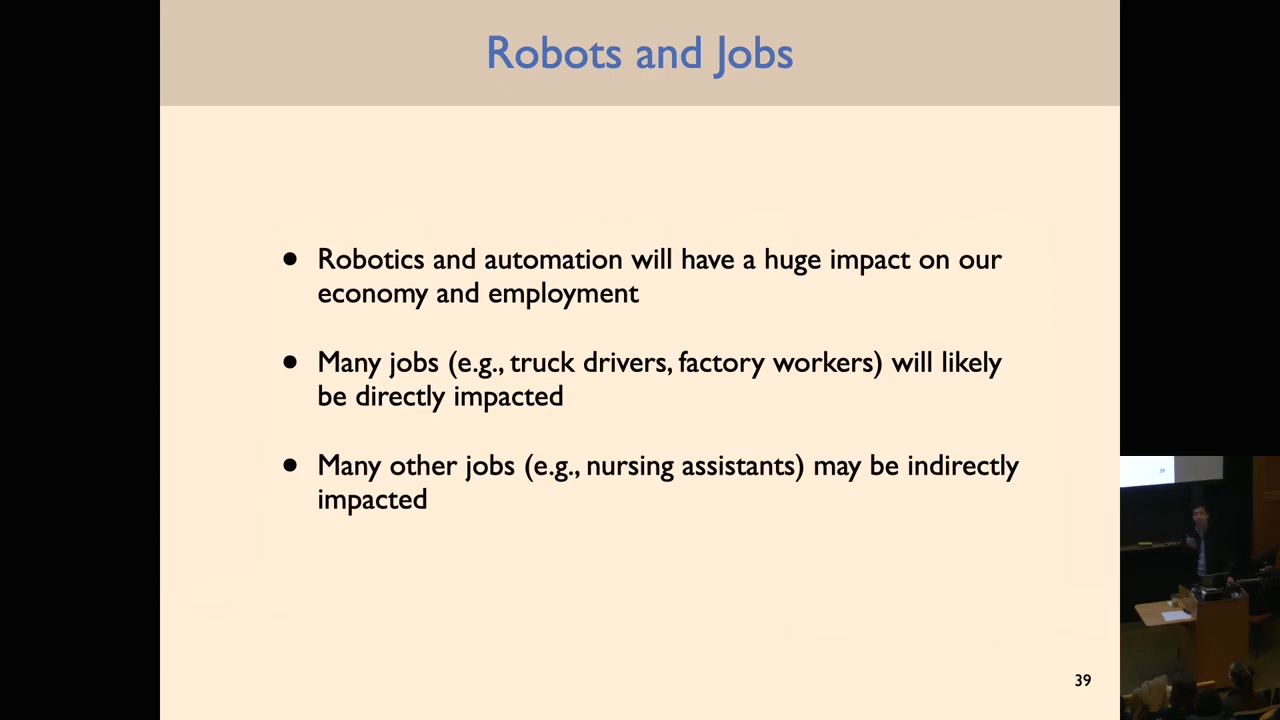 Robots and Jobs
• Robotics and automation will have a huge impact on our
economy and employment
• Many jobs (e.g., truck drivers, factory workers) will likely
be directly impacted
• Many other jobs (e.g., nursing assistants) may be indirectly
impacted
39
39